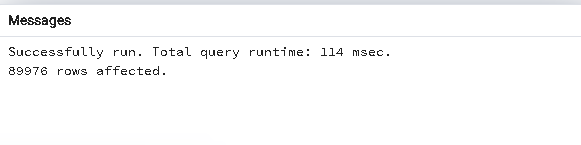 Messages
Successfully run. Total query runtime: 114 msec.
89976 rows affected.